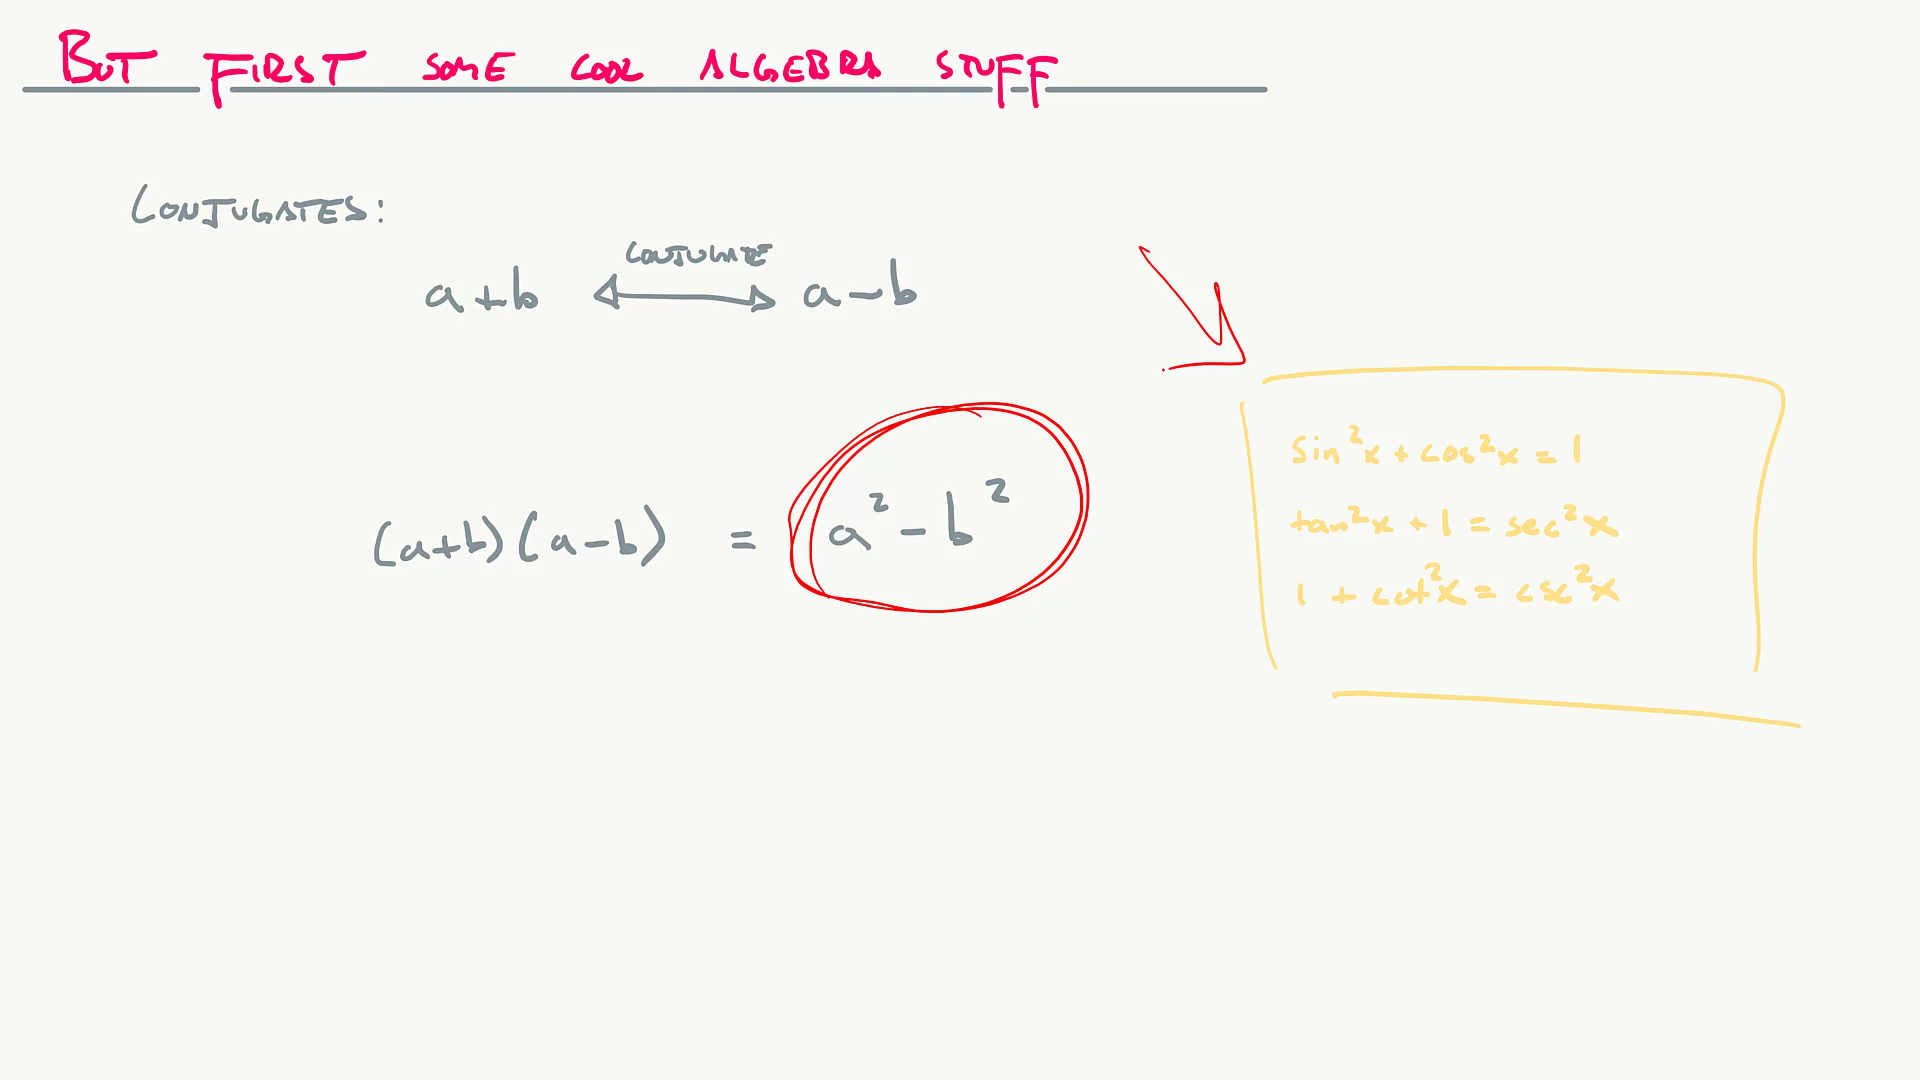 BUT FIRST SOME COOL ALGEBRA STUFF
CONJUGATES:
CONJUGATE
a+b ↔ a-b
(a+b)(a-b) = a² - b²
sin²x + cos²x = 1
tan²x + 1 = sec²x
1 + cot²x = csc²x